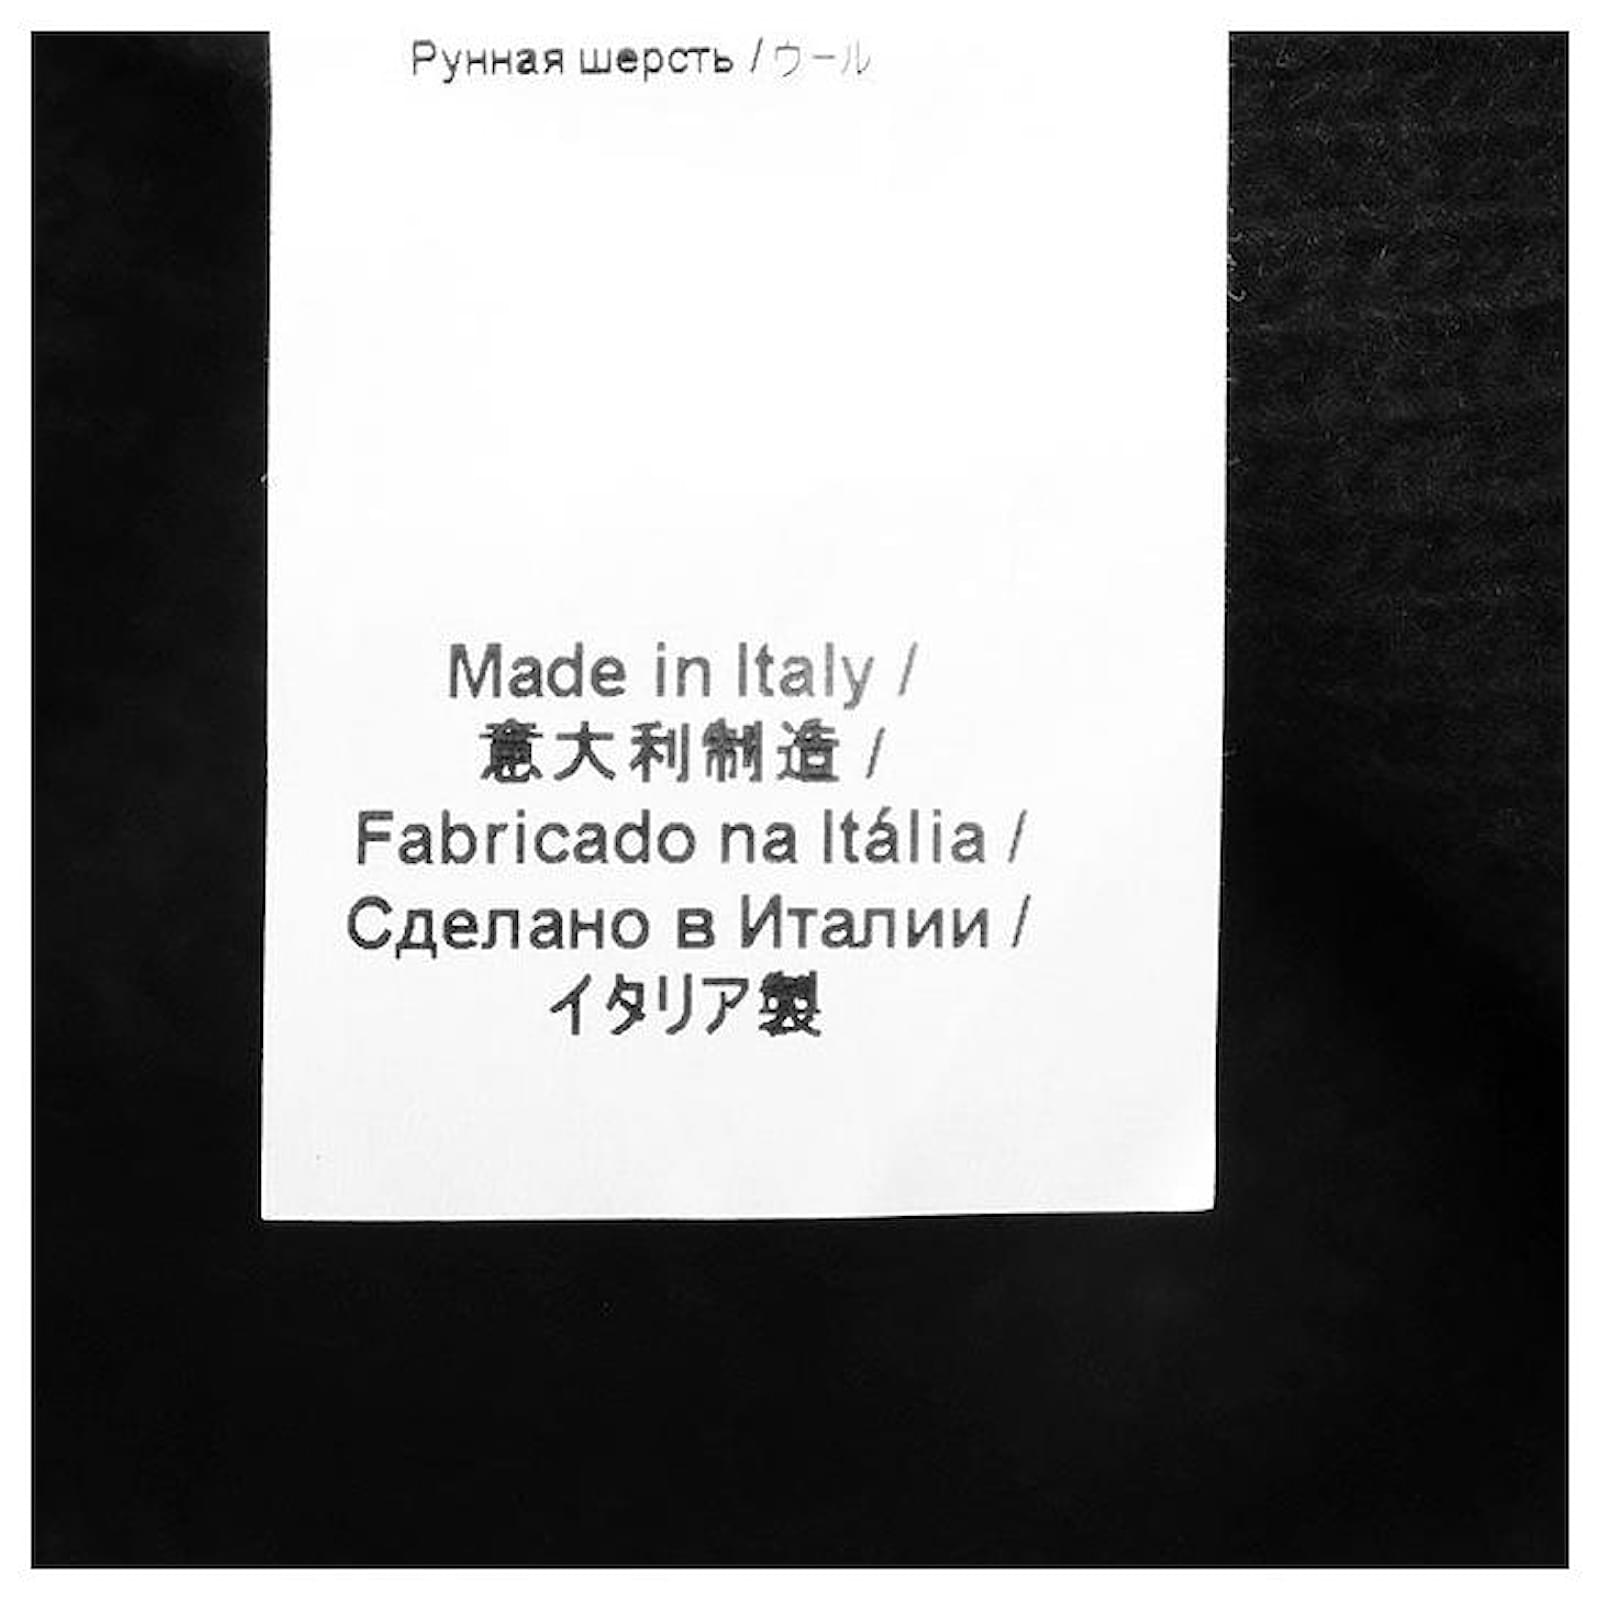 Рунная шерсть / ウール
Made in Italy /
意大利制造 /
Fabricado na Itália /
Сделано в Италии /
イタリア製